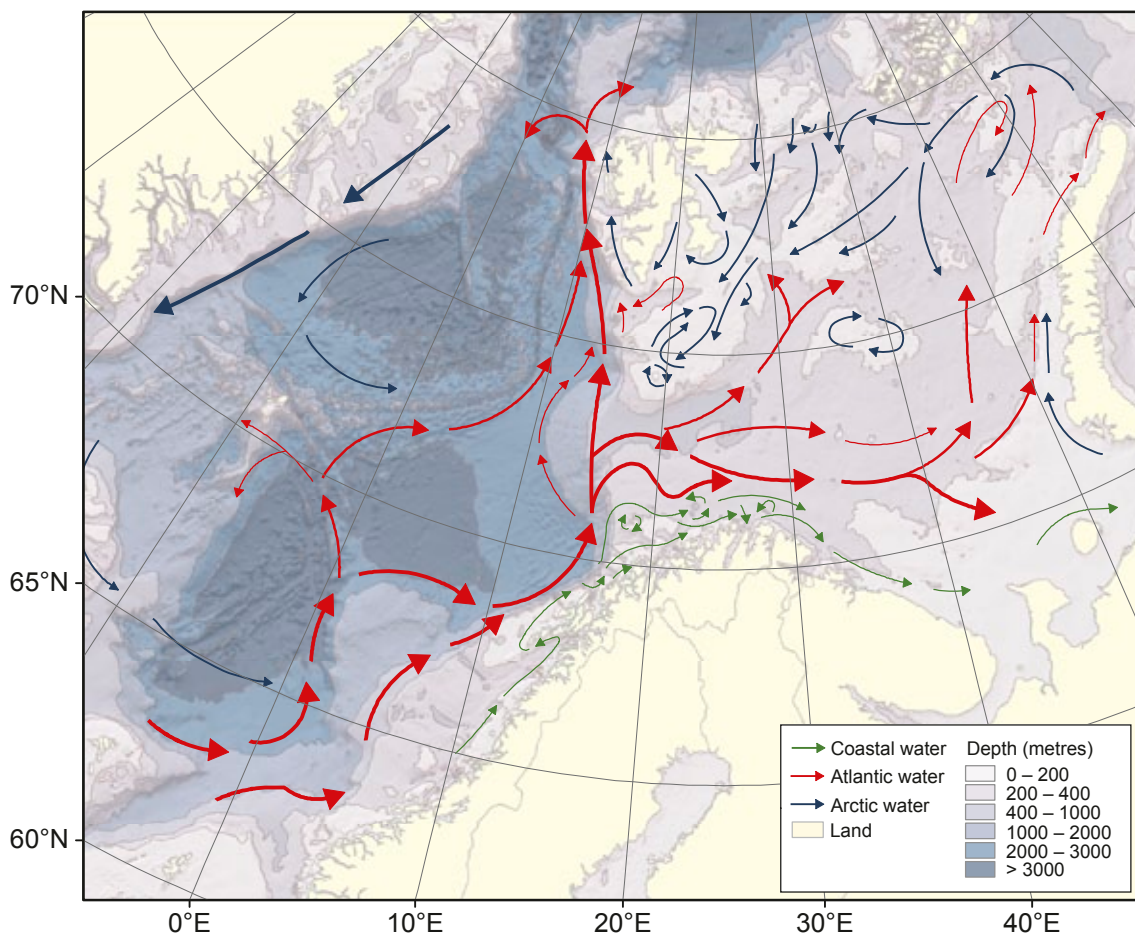 70°N
65°N
60°N
0°E
10°E
20°E
30°E
40°E
Coastal water
Atlantic water
Arctic water
Land
Depth (metres)
0 – 200
200 – 400
400 – 1000
1000 – 2000
2000 – 3000
> 3000